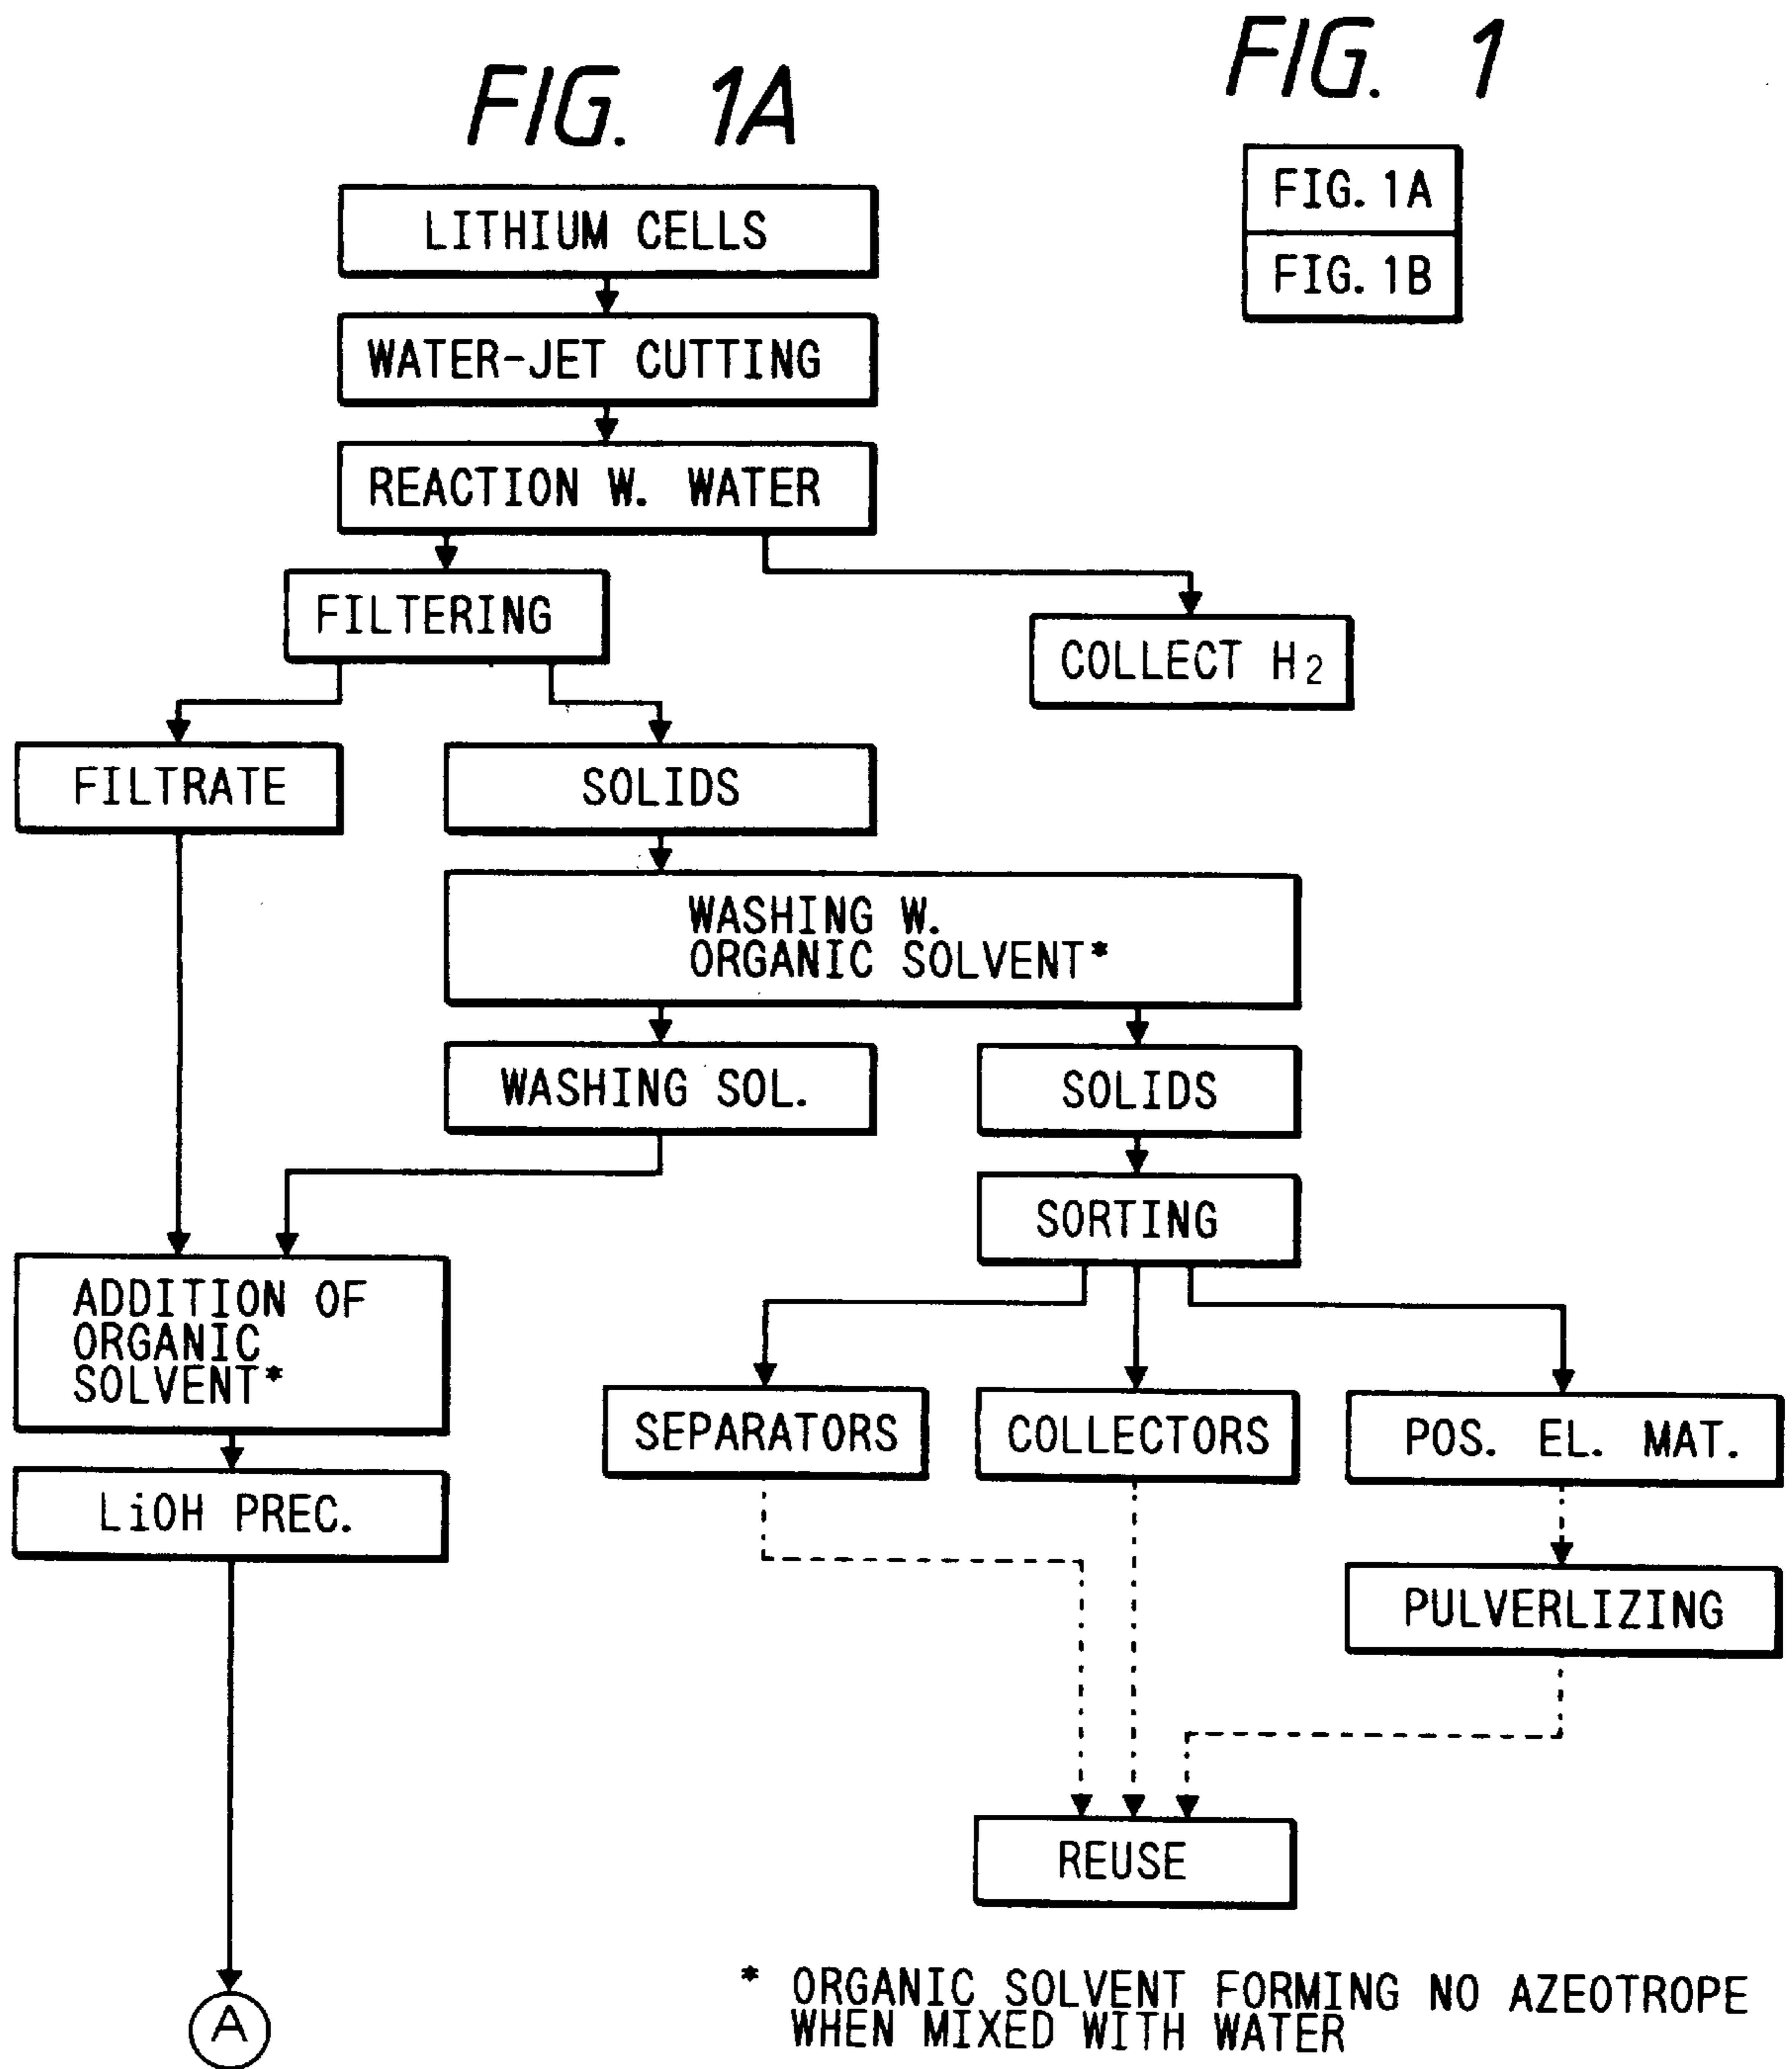 FIG. 1
FIG. 1A
FIG. 1A
FIG. 1B
LITHIUM CELLS
WATER-JET CUTTING
REACTION W. WATER
FILTERING
COLLECT H2
FILTRATE
SOLIDS
WASHING W.
ORGANIC SOLVENT*
WASHING SOL.
SOLIDS
SORTING
ADDITION OF
ORGANIC
SOLVENT*
SEPARATORS
COLLECTORS
POS. EL. MAT.
LiOH PREC.
PULVERLIZING
REUSE
A
* ORGANIC SOLVENT FORMING NO AZEOTROPE
WHEN MIXED WITH WATER